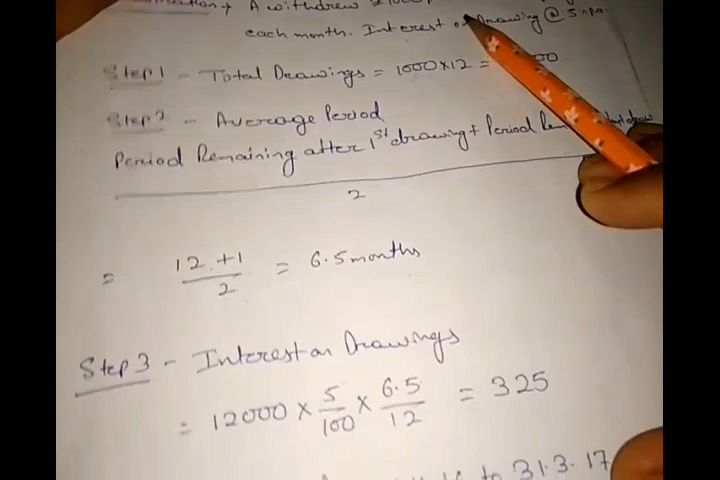 A withdrew
each month. Interest on Drawing @ 5% p.a.
Step 1 - Total Drawings = 1000 × 12 =
Step 2 - Average Period
Period Remaining after 1st drawing + Period
2
= 12 + 1 / 2 = 6.5 months
Step 3 - Interest on Drawings
= 12000 × 5/100 × 6.5/12 = 325
to 31.3.17